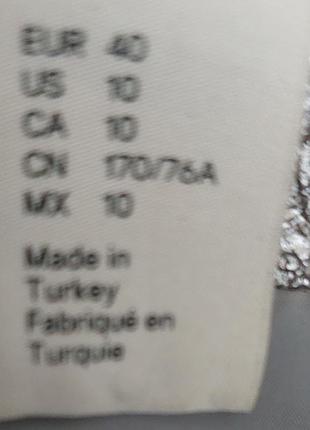 EUR 40
US 10
CA 10
CN 170/76A
MX 10
Made in
Turkey
Fabriqué en
Turquie